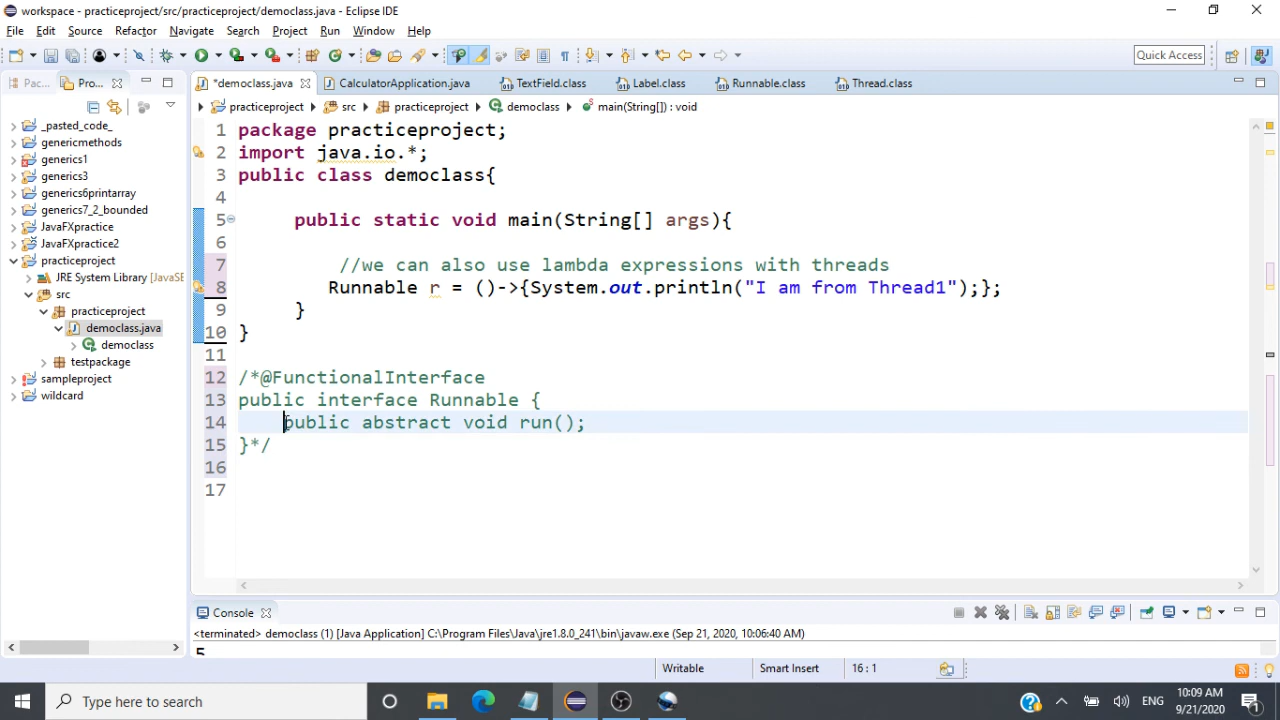 workspace - practiceproject/src/practiceproject/democlass.java - Eclipse IDE
File Edit Source Refactor Navigate Search Project Run Window Help
Quick Access
Pac... Pro...
*democlass.java CalculatorApplication.java TextField.class Label.class Runnable.class Thread.class
practiceproject src practiceproject democlass main(String[]) : void
_pasted_code_
genericmethods
generics1
generics3
generics6printarray
generics7_2_bounded
JavaFXpractice
JavaFXpractice2
practiceproject
JRE System Library [JavaSE
src
practiceproject
democlass.java
democlass
testpackage
sampleproject
wildcard
1 package practiceproject;
2 import java.io.*;
3 public class democlass{
4
5 public static void main(String[] args){
6
7 //we can also use lambda expressions with threads
8 Runnable r = ()->{System.out.println("I am from Thread1");};
9 }
10 }
11
12 /*@FunctionalInterface
13 public interface Runnable {
14 public abstract void run();
15 }*/
16
17
Console
<terminated> democlass (1) [Java Application] C:\Program Files\Java\jre1.8.0_241\bin\javaw.exe (Sep 21, 2020, 10:06:40 AM)
5
Writable Smart Insert 16 : 1
Type here to search
ENG
10:09 AM
9/21/2020
1